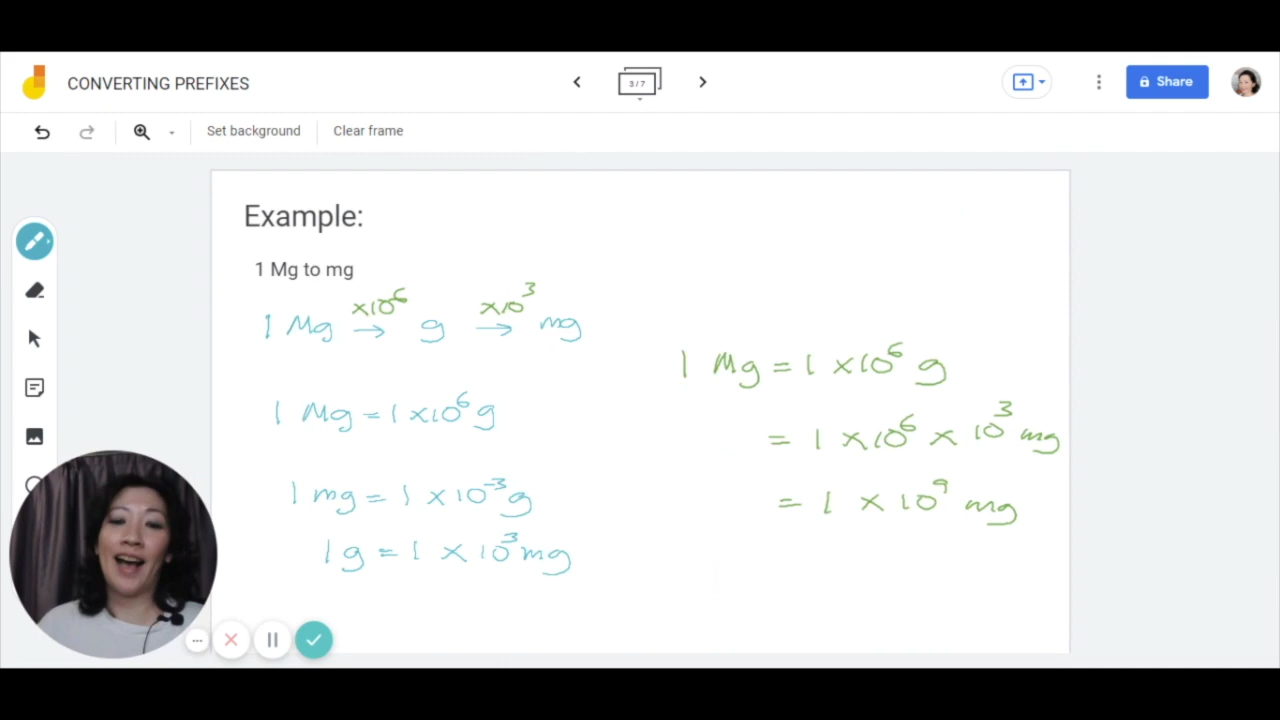 CONVERTING PREFIXES
3 / 7
Share
Set background
Clear frame
Example:
1 Mg to mg
×10⁶ ×10³
1 Mg → g → mg
1 Mg = 1 ×10⁶ g
1 mg = 1 × 10⁻³ g
1 g = 1 × 10³ mg
1 Mg = 1 ×10⁶ g
= 1 ×10⁶ × 10³ mg
= 1 × 10⁹ mg